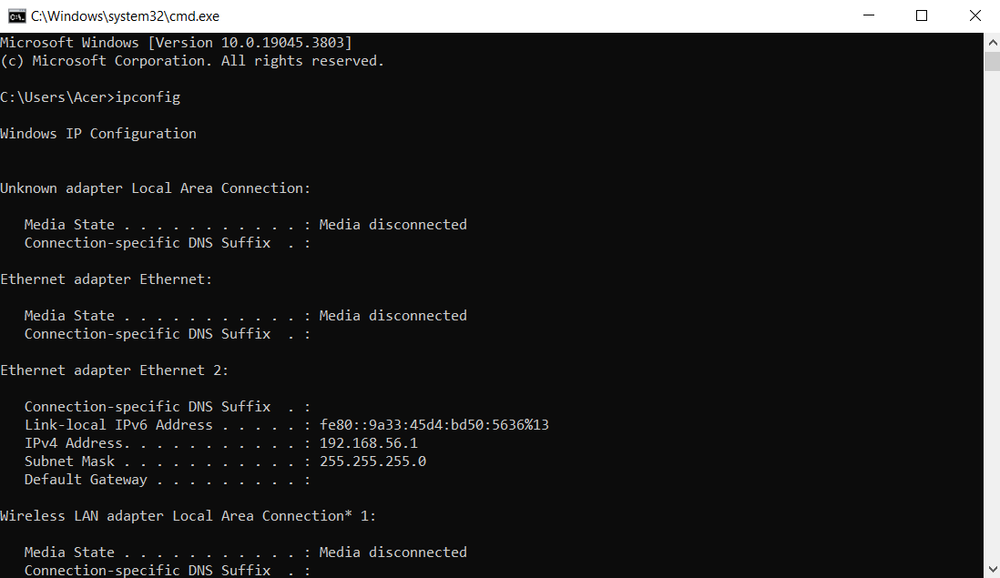 C:\Windows\system32\cmd.exe
Microsoft Windows [Version 10.0.19045.3803]
(c) Microsoft Corporation. All rights reserved.
C:\Users\Acer>ipconfig
Windows IP Configuration
Unknown adapter Local Area Connection:
   Media State . . . . . . . . . . . : Media disconnected
   Connection-specific DNS Suffix  . :
Ethernet adapter Ethernet:
   Media State . . . . . . . . . . . : Media disconnected
   Connection-specific DNS Suffix  . :
Ethernet adapter Ethernet 2:
   Connection-specific DNS Suffix  . :
   Link-local IPv6 Address . . . . . : fe80::9a33:45d4:bd50:5636%13
   IPv4 Address. . . . . . . . . . . : 192.168.56.1
   Subnet Mask . . . . . . . . . . . : 255.255.255.0
   Default Gateway . . . . . . . . . :
Wireless LAN adapter Local Area Connection* 1:
   Media State . . . . . . . . . . . : Media disconnected
   Connection-specific DNS Suffix  . :